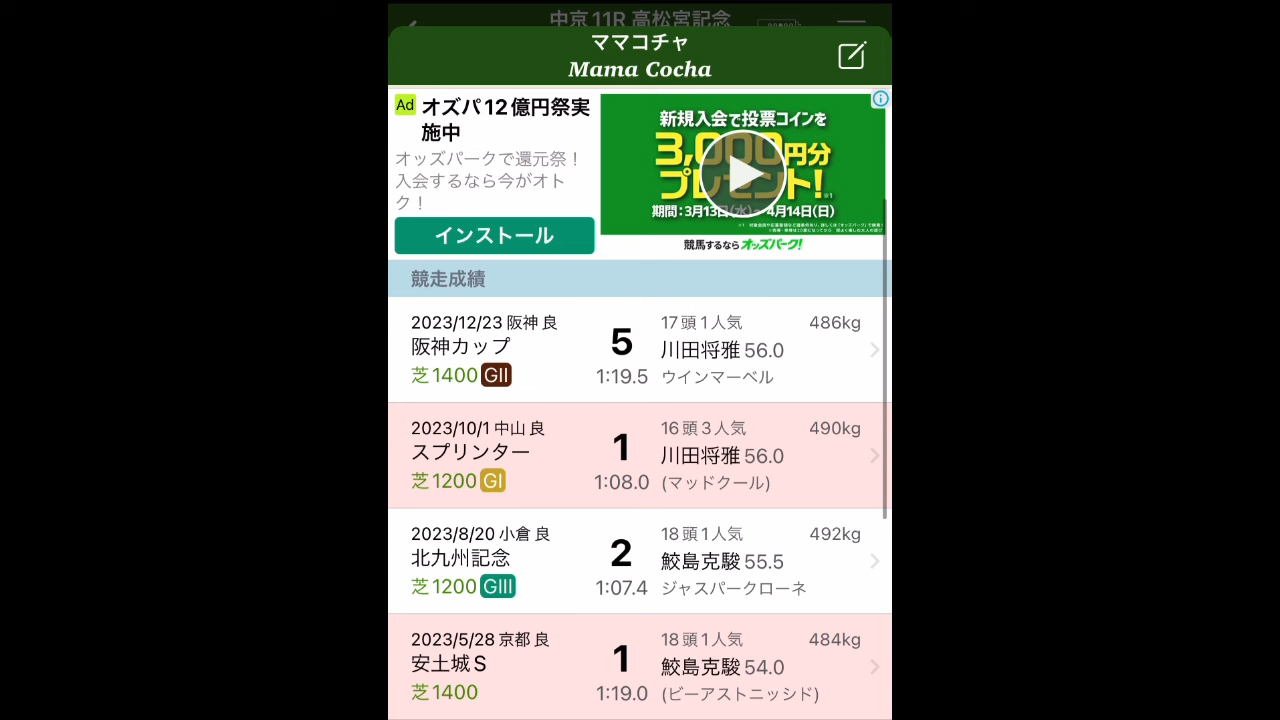 中京11R 高松宮記念
ママコチャ
Mama Cocha
Ad オズパ12億円祭実施中
オッズパークで還元祭！
入会するなら今がオトク！
インストール
新規入会で投票コインを
3,000円分
プレゼント!※1
期間：3月13日(水)～4月14日(日)
競馬するなら オッズパーク!
競走成績
2023/12/23 阪神 良
阪神カップ
芝1400 GII
5
1:19.5
17頭 1人気 486kg
川田将雅 56.0
ウインマーベル
2023/10/1 中山 良
スプリンター
芝1200 GI
1
1:08.0
16頭 3人気 490kg
川田将雅 56.0
(マッドクール)
2023/8/20 小倉 良
北九州記念
芝1200 GIII
2
1:07.4
18頭 1人気 492kg
鮫島克駿 55.5
ジャスパークローネ
2023/5/28 京都 良
安土城S
芝1400
1
1:19.0
18頭 1人気 484kg
鮫島克駿 54.0
(ビーアストニッシド)